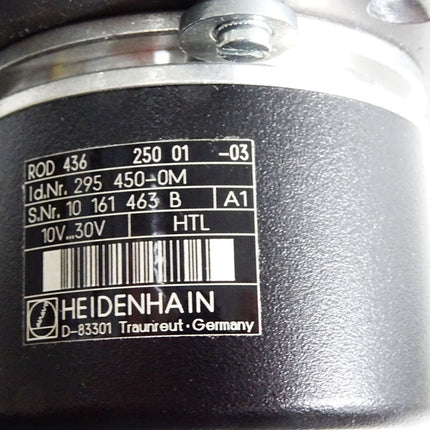 ROD 436 250 01 -03
Id.Nr. 295 450-0M
S.Nr. 10 161 463 B A1
10V...30V HTL
HEIDENHAIN
D-83301 Traunreut · Germany